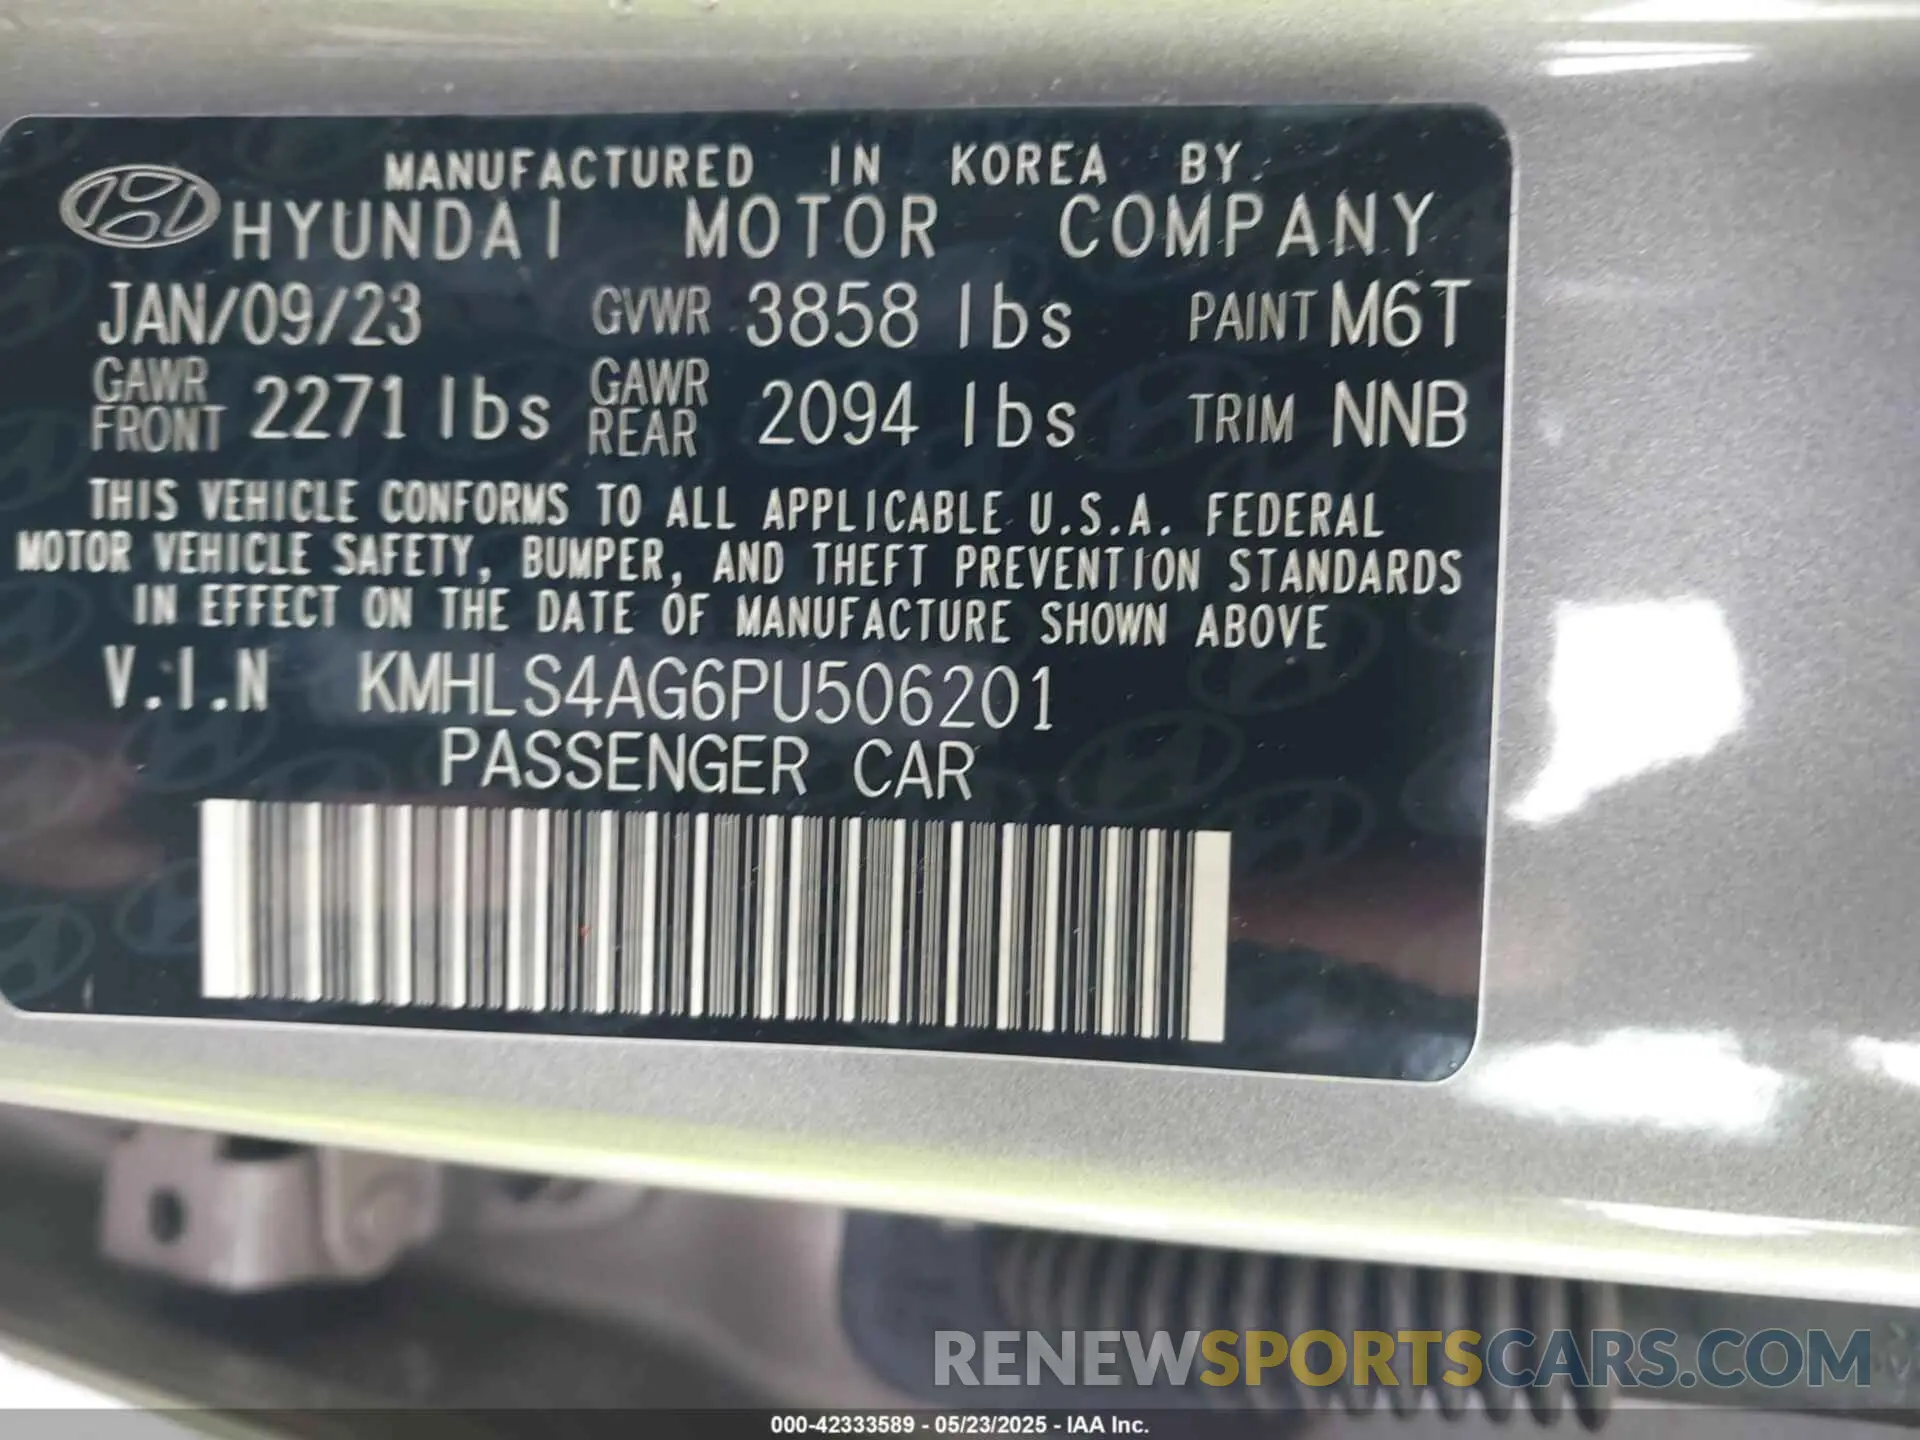 MANUFACTURED IN KOREA BY.
HYUNDAI MOTOR COMPANY
JAN/09/23 GVWR 3858 lbs PAINT M6T
GAWR FRONT 2271 lbs GAWR REAR 2094 lbs TRIM NNB
THIS VEHICLE CONFORMS TO ALL APPLICABLE U.S.A. FEDERAL
MOTOR VEHICLE SAFETY, BUMPER, AND THEFT PREVENTION STANDARDS
IN EFFECT ON THE DATE OF MANUFACTURE SHOWN ABOVE
V.I.N KMHLS4AG6PU506201
PASSENGER CAR
RENEWSPORTSCARS.COM
000-42333589 - 05/23/2025 - IAA Inc.